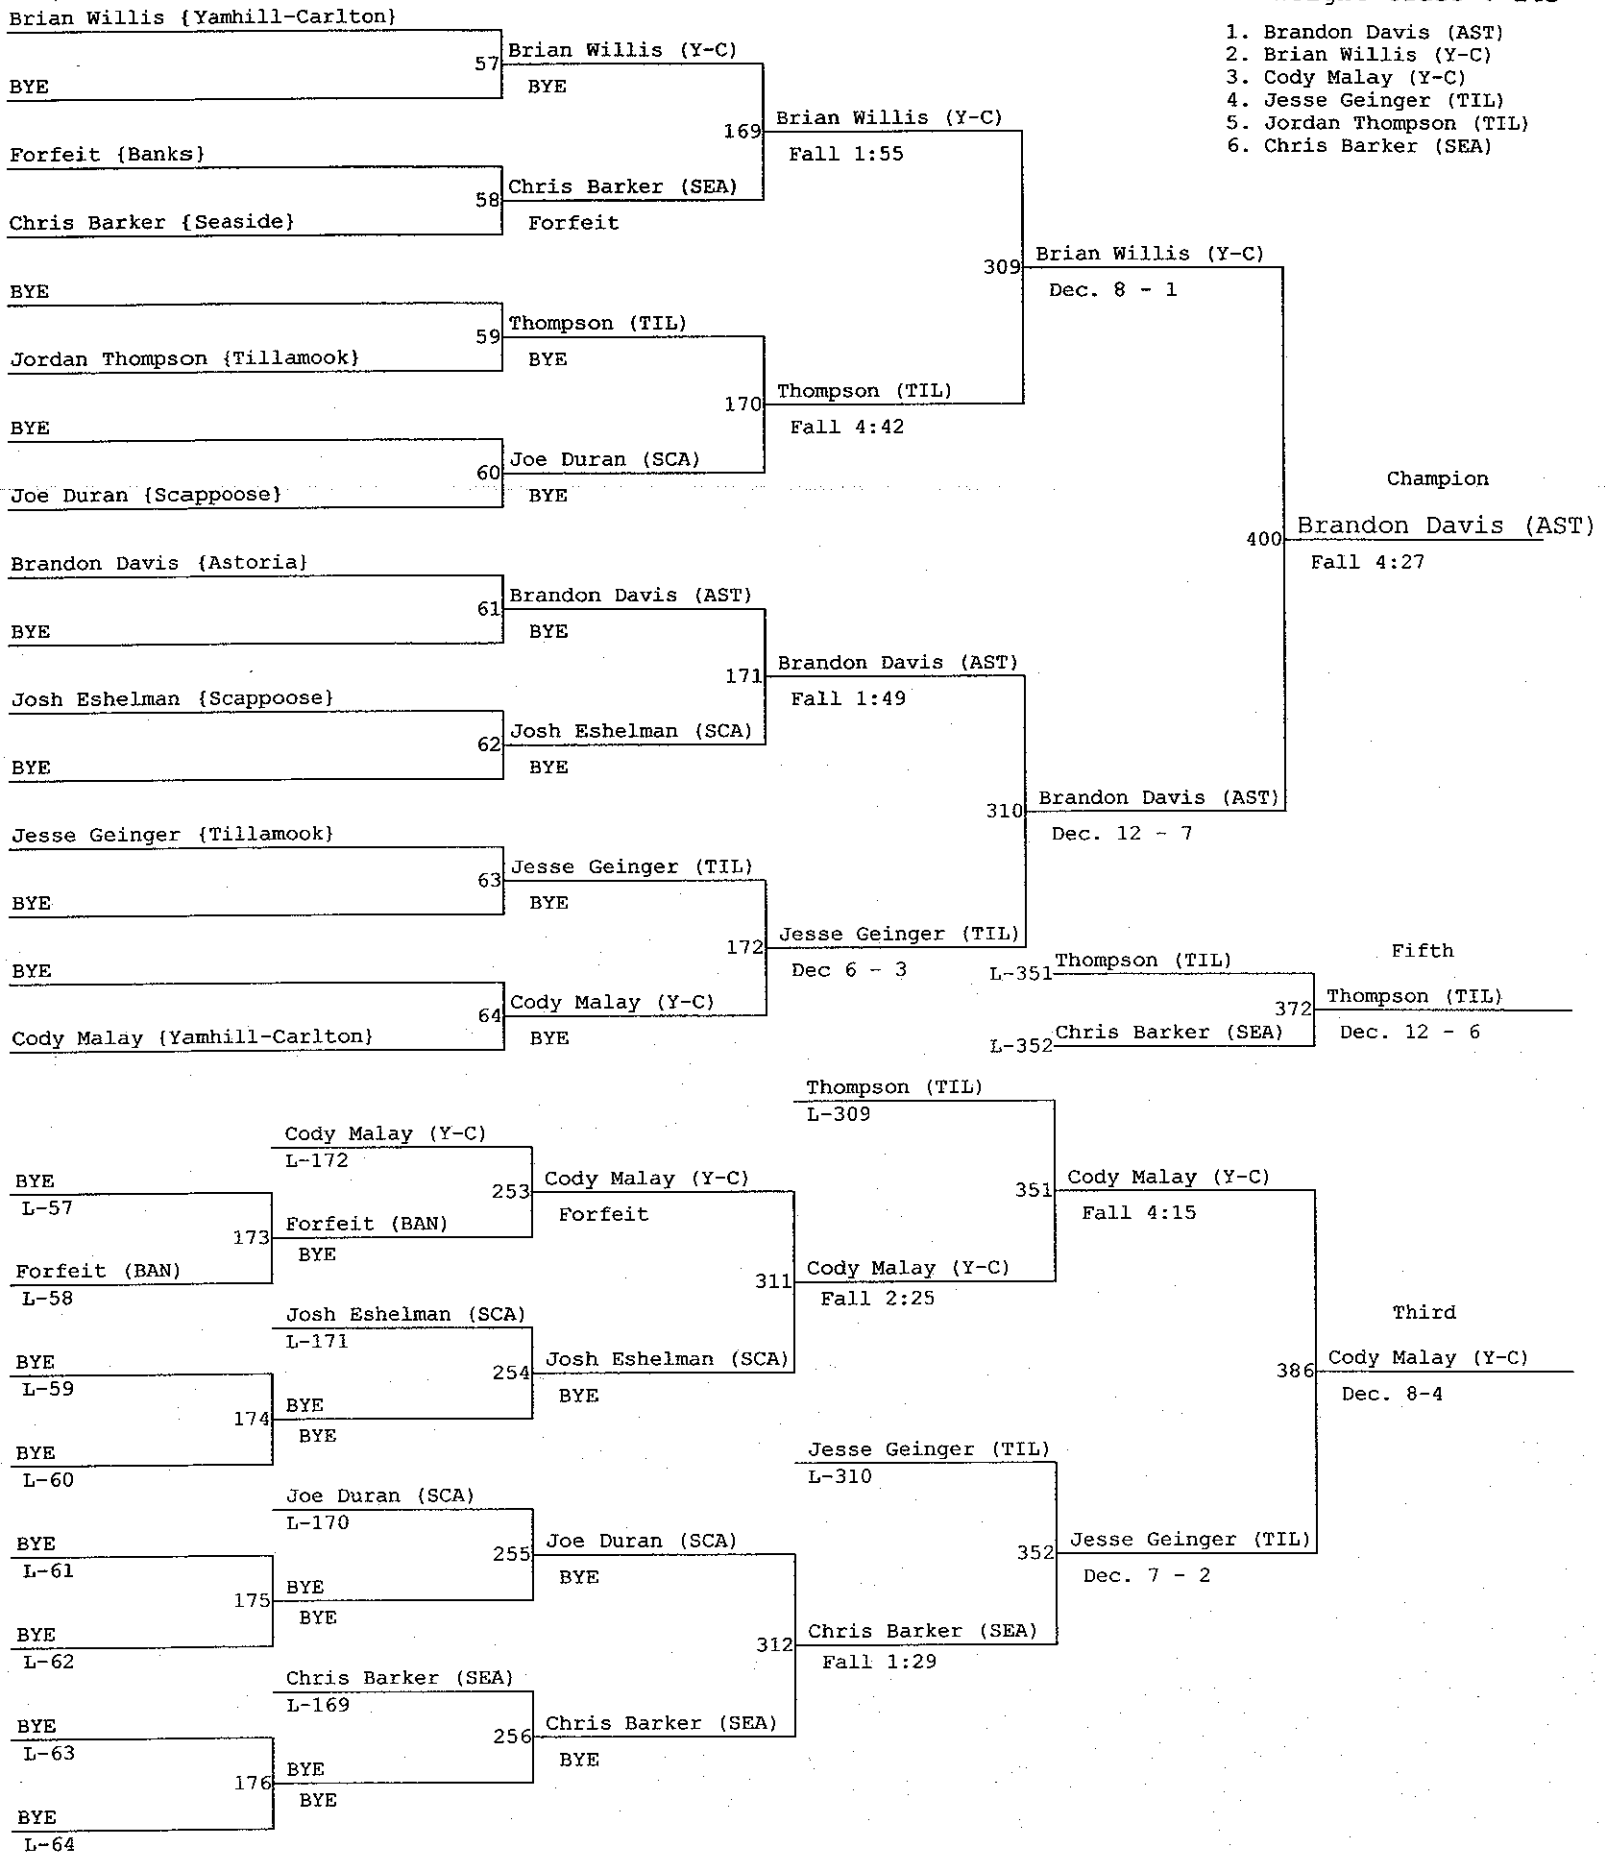 Brian Willis {Yamhill-Carlton}
57
Brian Willis (Y-C)
BYE
BYE
169
Brian Willis (Y-C)
Fall 1:55
Forfeit {Banks}
58
Chris Barker (SEA)
Forfeit
Chris Barker {Seaside}
309
Brian Willis (Y-C)
Dec. 8 - 1
BYE
59
Thompson (TIL)
BYE
Jordan Thompson {Tillamook}
170
Thompson (TIL)
Fall 4:42
BYE
60
Joe Duran (SCA)
BYE
Joe Duran {Scappoose}
1. Brandon Davis (AST)
2. Brian Willis (Y-C)
3. Cody Malay (Y-C)
4. Jesse Geinger (TIL)
5. Jordan Thompson (TIL)
6. Chris Barker (SEA)
Champion
400
Brandon Davis (AST)
Fall 4:27
Brandon Davis {Astoria}
61
Brandon Davis (AST)
BYE
BYE
171
Brandon Davis (AST)
Fall 1:49
Josh Eshelman {Scappoose}
62
Josh Eshelman (SCA)
BYE
BYE
310
Brandon Davis (AST)
Dec. 12 - 7
Jesse Geinger {Tillamook}
63
Jesse Geinger (TIL)
BYE
BYE
172
Jesse Geinger (TIL)
Dec 6 - 3
BYE
64
Cody Malay (Y-C)
BYE
Cody Malay {Yamhill-Carlton}
Fifth
L-351
Thompson (TIL)
372
Thompson (TIL)
Dec. 12 - 6
L-352
Chris Barker (SEA)
Thompson (TIL)
L-309
Cody Malay (Y-C)
L-172
BYE
L-57
253
Cody Malay (Y-C)
Forfeit
351
Cody Malay (Y-C)
Fall 4:15
173
Forfeit (BAN)
BYE
Forfeit (BAN)
L-58
311
Cody Malay (Y-C)
Fall 2:25
Josh Eshelman (SCA)
L-171
BYE
L-59
254
Josh Eshelman (SCA)
BYE
174
BYE
BYE
BYE
L-60
Third
386
Cody Malay (Y-C)
Dec. 8-4
Jesse Geinger (TIL)
L-310
Joe Duran (SCA)
L-170
BYE
L-61
255
Joe Duran (SCA)
BYE
352
Jesse Geinger (TIL)
Dec. 7 - 2
175
BYE
BYE
BYE
L-62
312
Chris Barker (SEA)
Fall 1:29
Chris Barker (SEA)
L-169
BYE
L-63
256
Chris Barker (SEA)
BYE
176
BYE
BYE
BYE
L-64